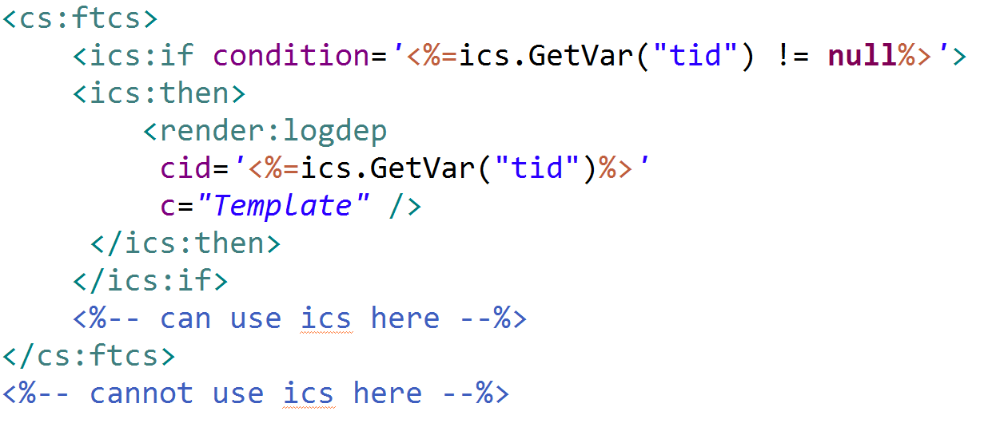 <cs:ftcs>
<ics:if condition='<%=ics.GetVar("tid") != null%>'>
<ics:then>
<render:logdep
cid='<%=ics.GetVar("tid")%>'
c="Template" />
</ics:then>
</ics:if>
<%-- can use ics here --%>
</cs:ftcs>
<%-- cannot use ics here --%>